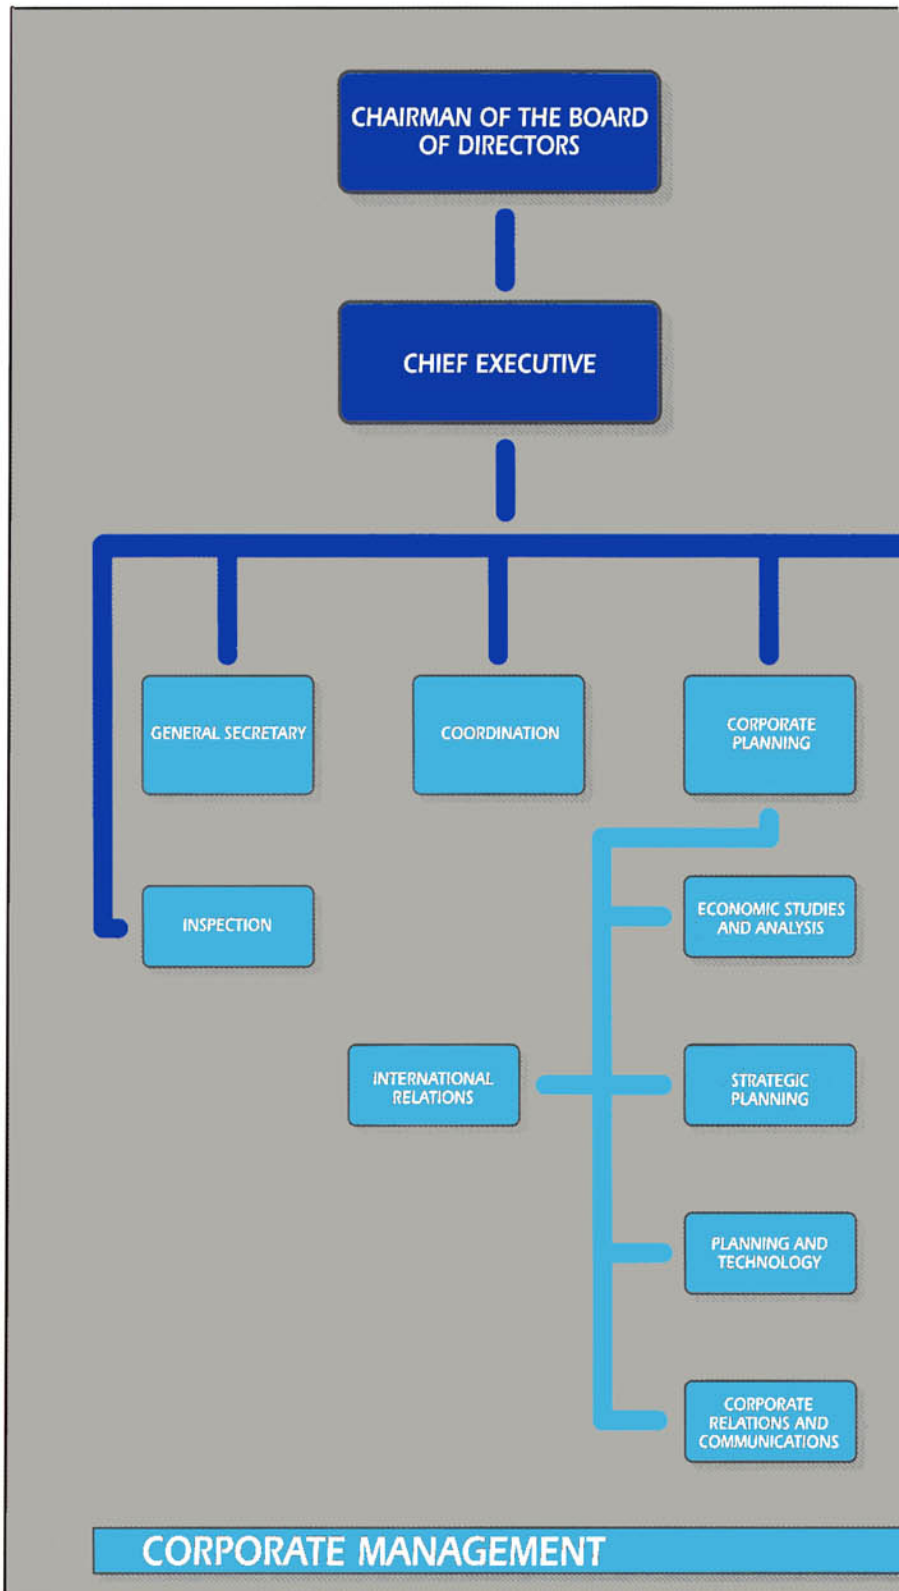 CHAIRMAN OF THE BOARD
OF DIRECTORS
CHIEF EXECUTIVE
GENERAL SECRETARY
COORDINATION
CORPORATE
PLANNING
INSPECTION
ECONOMIC STUDIES
AND ANALYSIS
INTERNATIONAL
RELATIONS
STRATEGIC
PLANNING
PLANNING AND
TECHNOLOGY
CORPORATE
RELATIONS AND
COMMUNICATIONS
CORPORATE MANAGEMENT